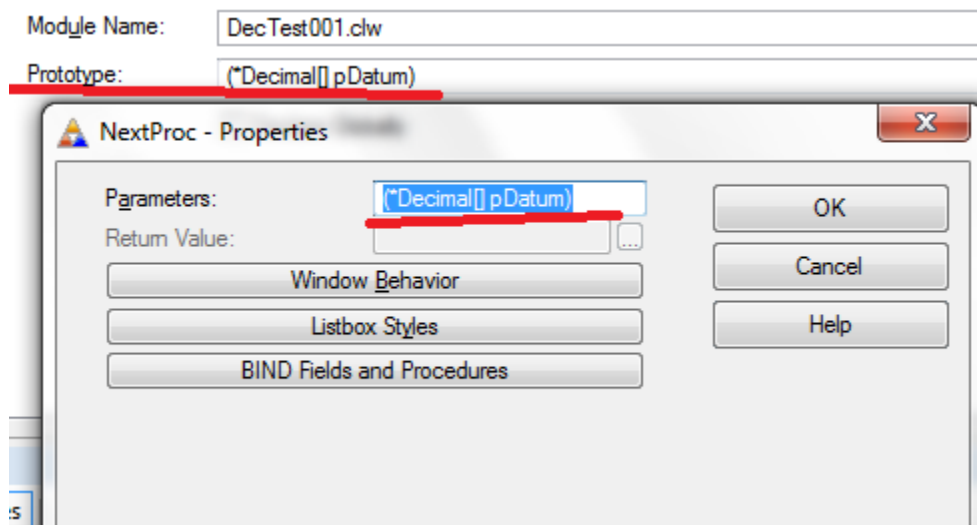 Module Name: DecTest001.clw
Prototype: (*Decimal[] pDatum)
NextProc - Properties
Parameters: (*Decimal[] pDatum) OK
Return Value: ...
Window Behavior Cancel
Listbox Styles Help
BIND Fields and Procedures